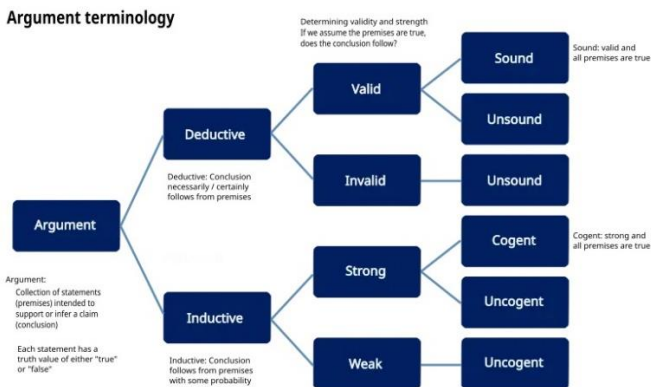 Argument terminology
Determining validity and strength
If we assume the premises are true,
does the conclusion follow?
Sound
Sound: valid and
all premises are true
Valid
Unsound
Deductive
Deductive: Conclusion
necessarily / certainly
follows from premises
Invalid
Unsound
Argument
Argument:
Collection of statements
(premises) intended to
support or infer a claim
(conclusion)
Each statement has a
truth value of either "true"
or "false"
Cogent
Cogent: strong and
all premises are true
Strong
Uncogent
Inductive
Inductive: Conclusion
follows from premises
with some probability
Weak
Uncogent